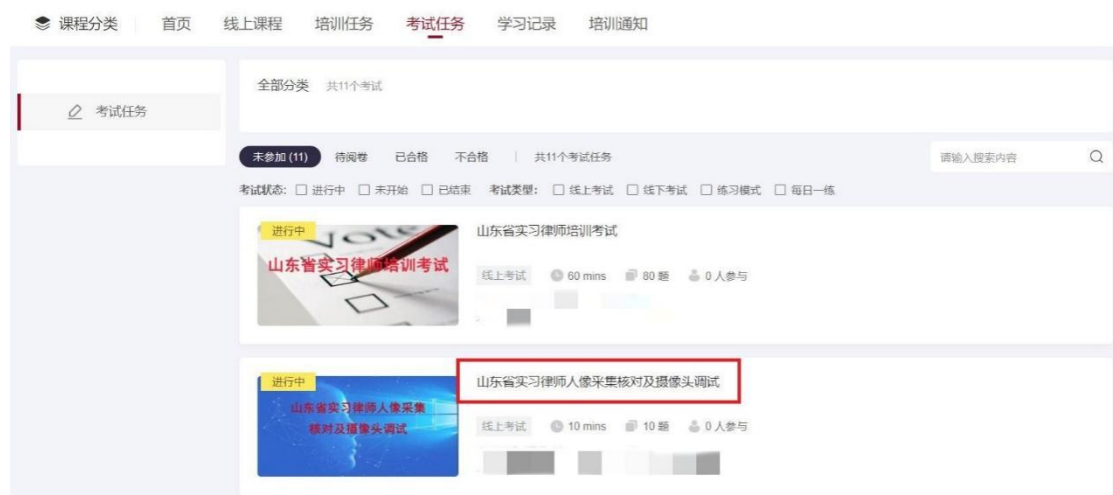 课程分类 首页 线上课程 培训任务 考试任务 学习记录 培训通知
考试任务
全部分类 共11个考试
未参加 (11) 待阅卷 已合格 不合格 共11个考试任务 请输入搜索内容
考试状态: 进行中 未开始 已结束 考试类型: 线上考试 线下考试 练习模式 每日一练
进行中
Vote
山东省实习律师培训考试
山东省实习律师培训考试
线上考试 60 mins 80 题 0 人参与
进行中
山东省实习律师人像采集
核对及摄像头调试
山东省实习律师人像采集核对及摄像头调试
线上考试 10 mins 10 题 0 人参与